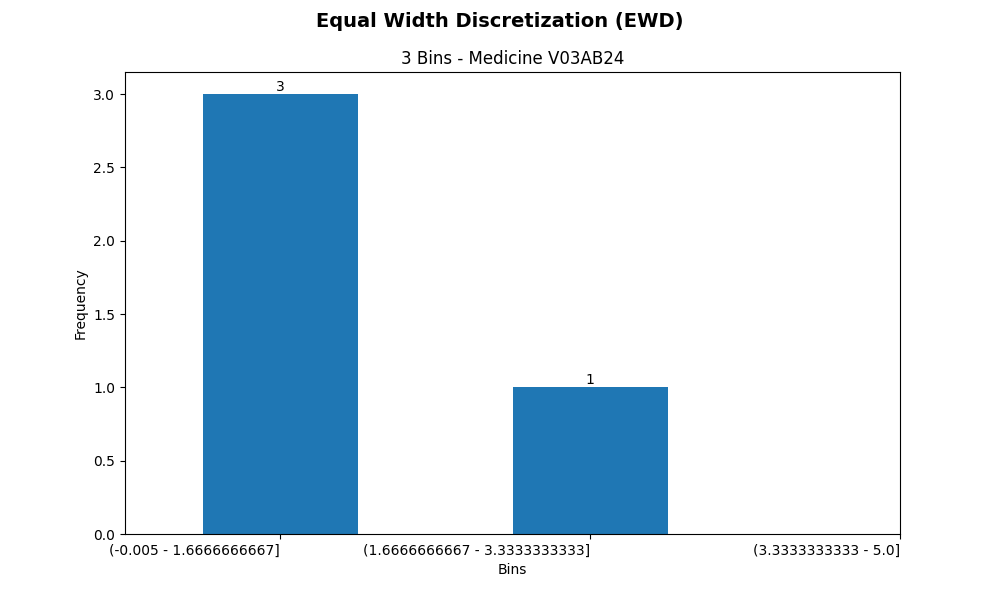 Equal Width Discretization (EWD)
3 Bins - Medicine V03AB24
3
1
3.0
2.5
2.0
1.5
1.0
0.5
0.0
Frequency
(-0.005 - 1.6666666667] (1.6666666667 - 3.3333333333] (3.3333333333 - 5.0]
Bins